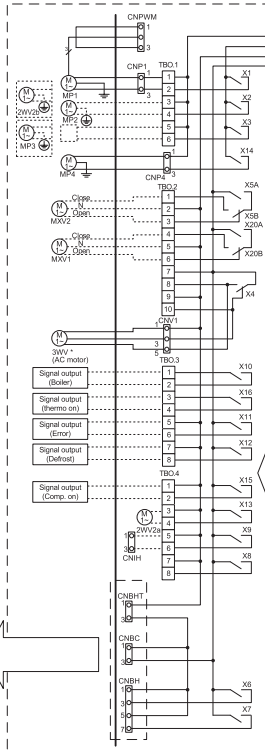 CNPWM
1
3
3
CNP1
TBO.1
M
1~
MP1
1
3
1
2
3
4
5
6
X1
X2
X3
M
1~
2WV2b
M
1~
MP2
M
1~
MP3
M
1~
MP4
1
3
CNP4
X14
TBO.2
Close
N
Open
M
1~
MXV2
Close
N
Open
M
1~
MXV1
1
2
3
4
5
6
7
8
9
10
X5A
X5B
X20A
X20B
X4
CNV1
1
3
5
M
1~
3WV *
(AC motor)
TBO.3
Signal output
(Boiler)
Signal output
(thermo on)
Signal output
(Error)
Signal output
(Defrost)
1
2
3
4
5
6
7
8
X10
X16
X11
X12
TBO.4
Signal output
(Comp. on)
M
1~
2WV2a
1
3
CNIH
1
2
3
4
5
6
7
8
X15
X13
X9
X8
CNBHT
1
3
CNBC
1
3
CNBH
1
3
5
7
X6
X7